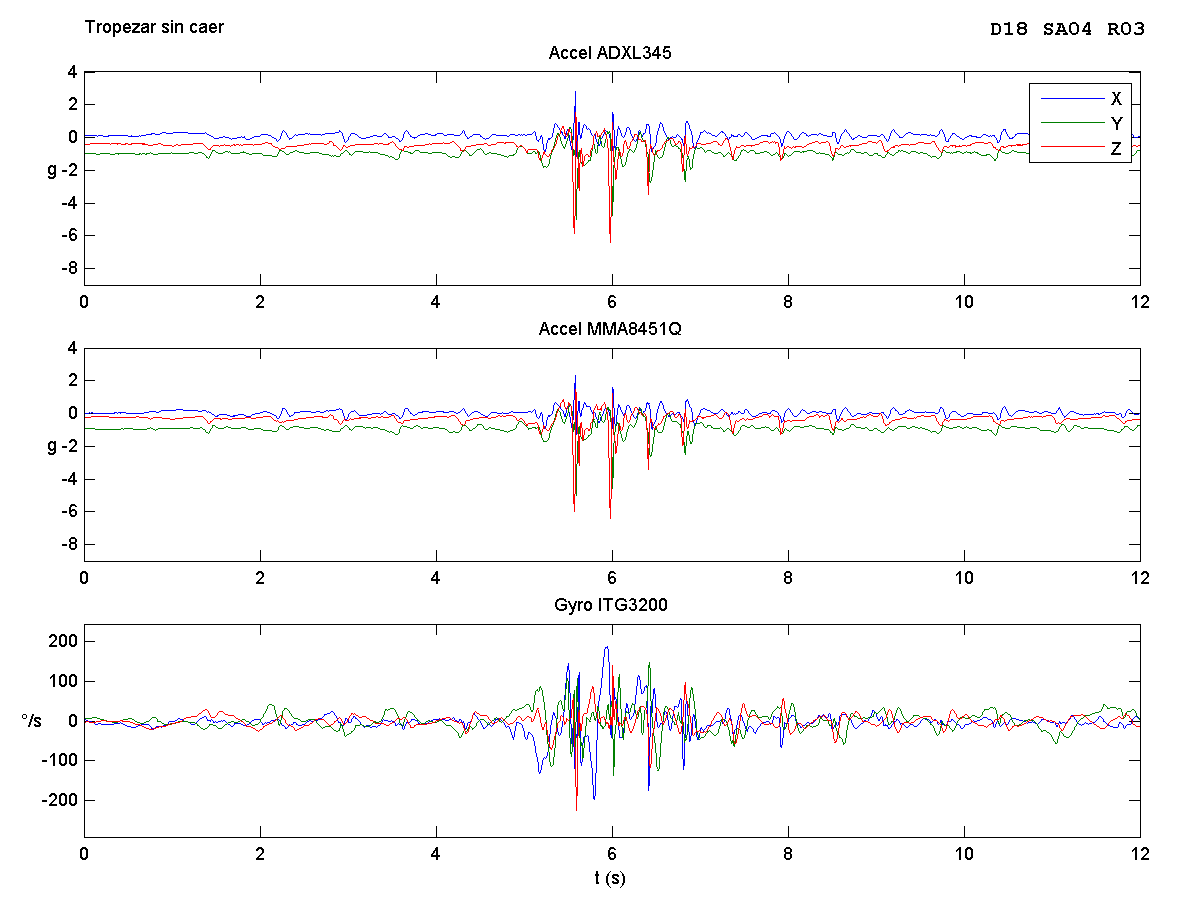 Tropezar sin caer
D18 SA04 R03
Accel ADXL345
4
2
0
g -2
-4
-6
-8
X
Y
Z
0 2 4 6 8 10 12
Accel MMA8451Q
4
2
0
g -2
-4
-6
-8
0 2 4 6 8 10 12
Gyro ITG3200
200
100
°/s 0
-100
-200
0 2 4 6 8 10 12
t (s)